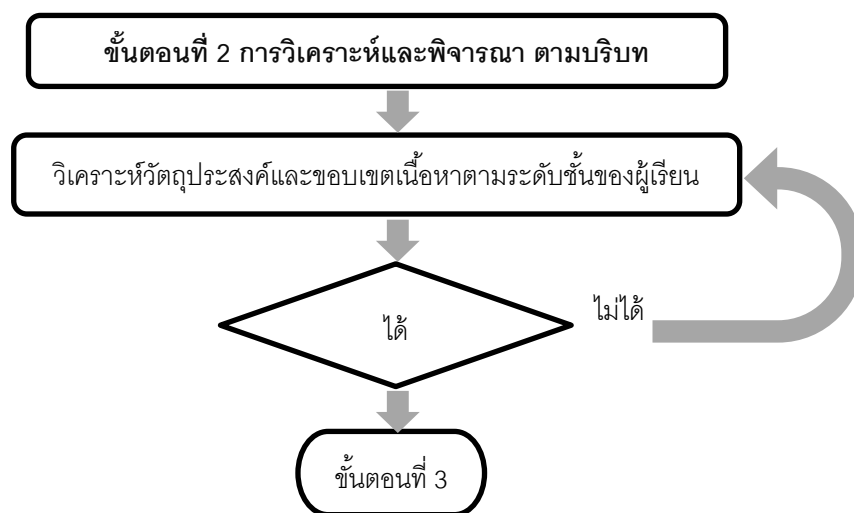 ขั้นตอนที่ 2 การวิเคราะห์และพิจารณา ตามบริบท
วิเคราะห์วัตถุประสงค์และขอบเขตเนื้อหาตามระดับชั้นของผู้เรียน
ไม่ได้
ได้
ขั้นตอนที่ 3